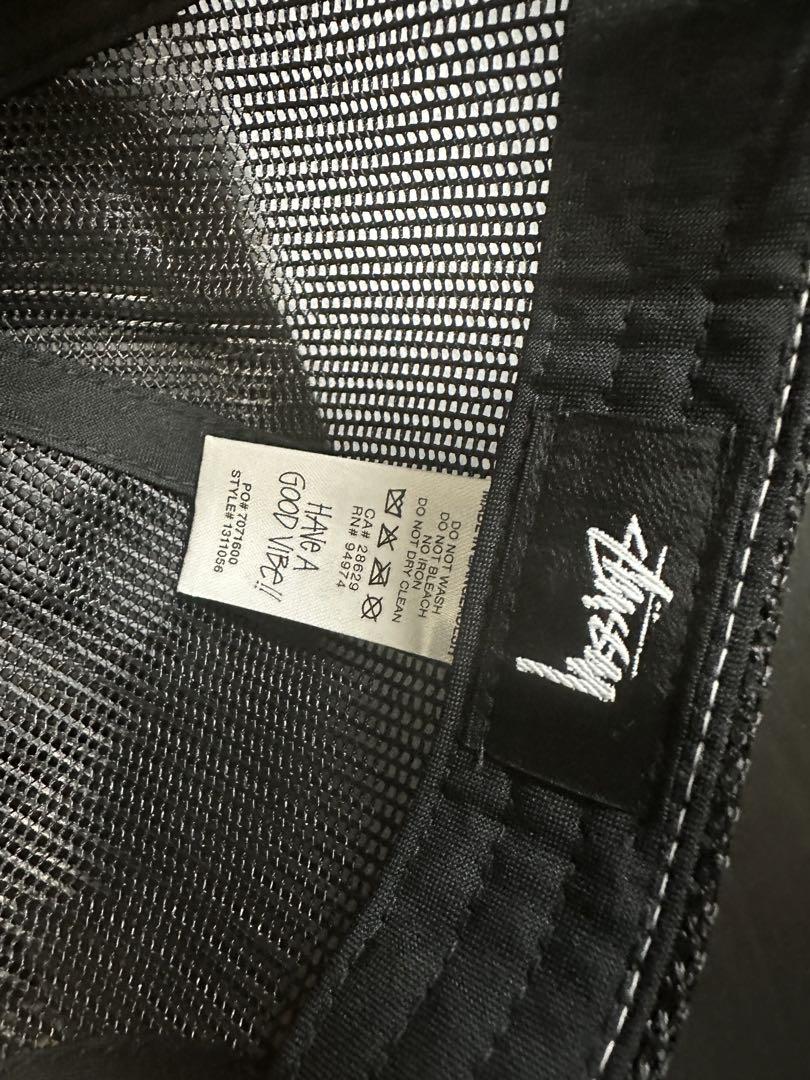 DO NOT WASH
DO NOT BLEACH
NO IRON
DO NOT DRY CLEAN
RN# 94974
CA# 28629
HAVE A
GOOD VIBE!!
PO# 7071600
STYLE# 1311056
Stüssy